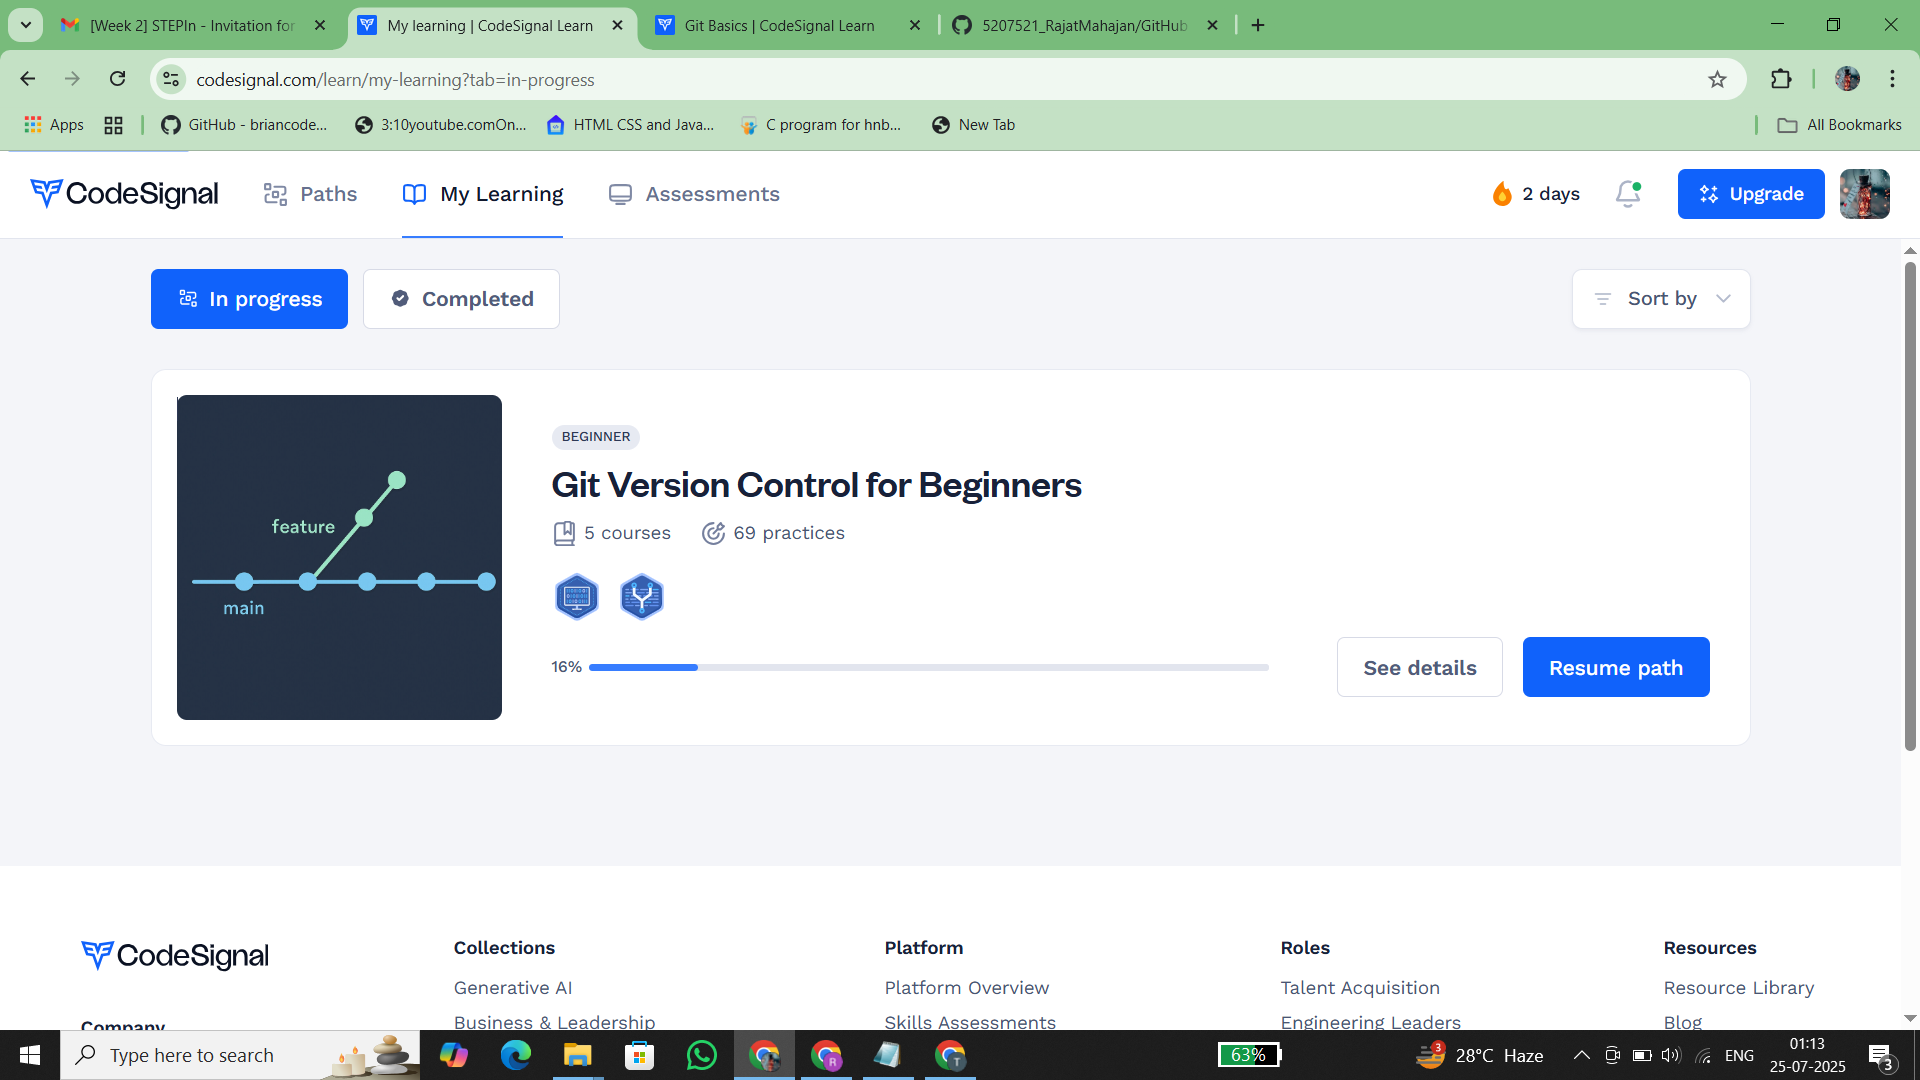 [Week 2] STEPIn - Invitation for
My learning | CodeSignal Learn
Git Basics | CodeSignal Learn
5207521_RajatMahajan/GitHub
codesignal.com/learn/my-learning?tab=in-progress
Apps
GitHub - briancode...
3:10youtube.comOn...
HTML CSS and Java...
C program for hnb...
New Tab
All Bookmarks
CodeSignal
Paths
My Learning
Assessments
2 days
Upgrade
In progress
Completed
Sort by
feature
main
BEGINNER
Git Version Control for Beginners
5 courses
69 practices
16%
See details
Resume path
CodeSignal
Company
Collections
Generative AI
Business & Leadership
Platform
Platform Overview
Skills Assessments
Roles
Talent Acquisition
Engineering Leaders
Resources
Resource Library
Blog
Type here to search
R
T
63%
3
28°C Haze
ENG
01:13
25-07-2025
3